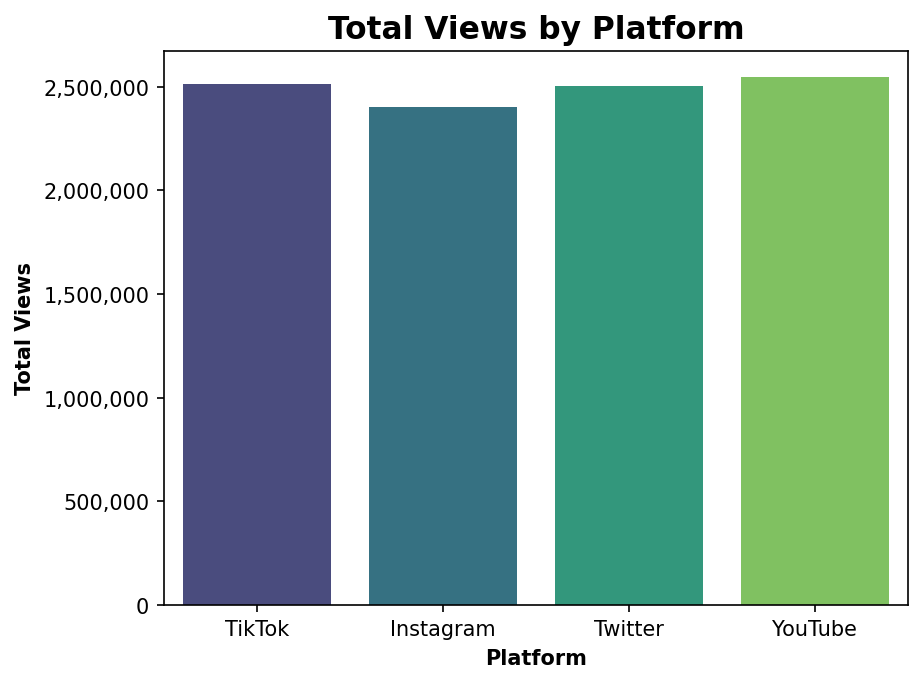 Total Views by Platform
Total Views
2,500,000
2,000,000
1,500,000
1,000,000
500,000
0
TikTok Instagram Twitter YouTube
Platform